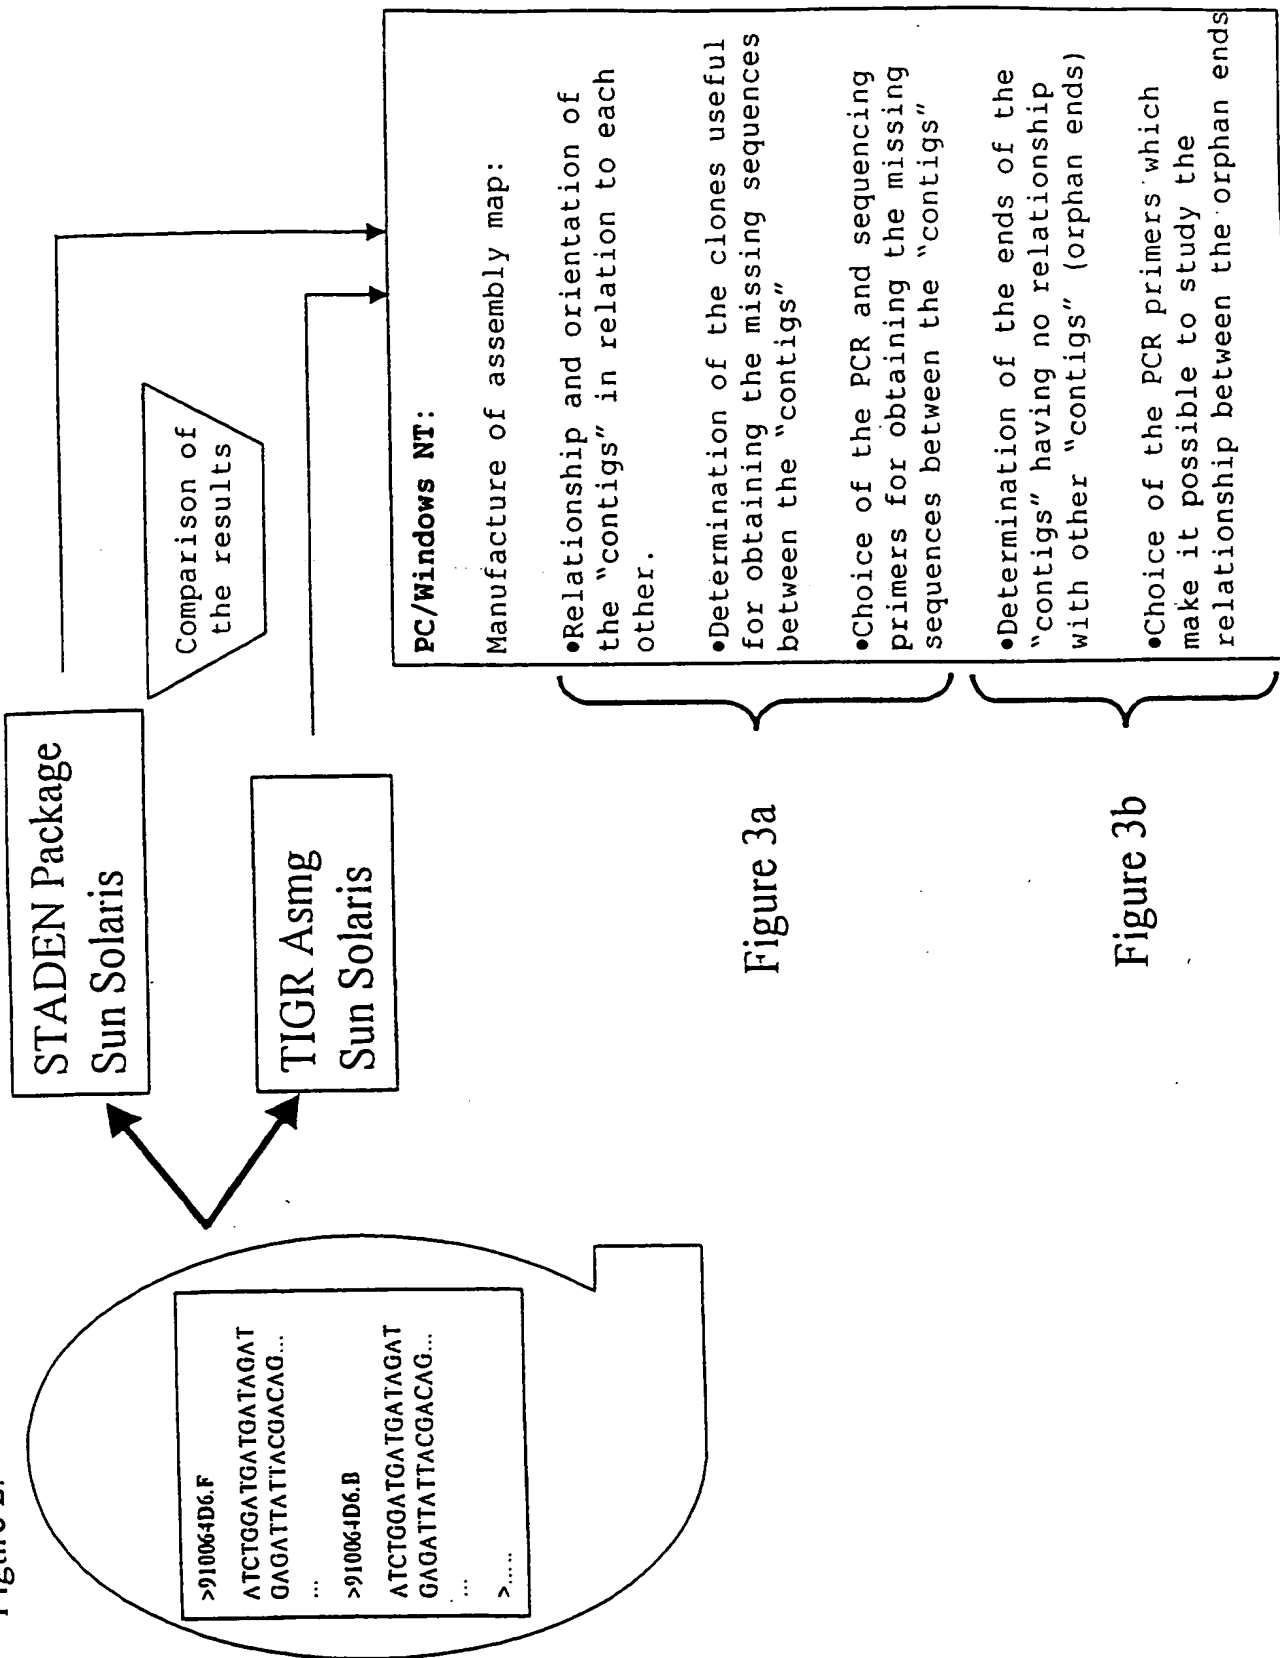 Figure 2:
>910064D6.F
ATCTGGATGATGATAGAT
GAGATTATTACGACAG...
...
>910064D6.B
ATCTGGATGATGATAGAT
GAGATTATTACGACAG...
...
>.....
STADEN Package
Sun Solaris
TIGR Asmg
Sun Solaris
Comparison of
the results
PC/Windows NT:
Manufacture of assembly map:
•Relationship and orientation of
the "contigs" in relation to each
other.
•Determination of the clones useful
for obtaining the missing sequences
between the "contigs"
•Choice of the PCR and sequencing
primers for obtaining the missing
sequences between the "contigs"
•Determination of the ends of the
"contigs" having no relationship
with other "contigs" (orphan ends)
•Choice of the PCR primers which
make it possible to study the
relationship between the orphan ends
Figure 3a
Figure 3b